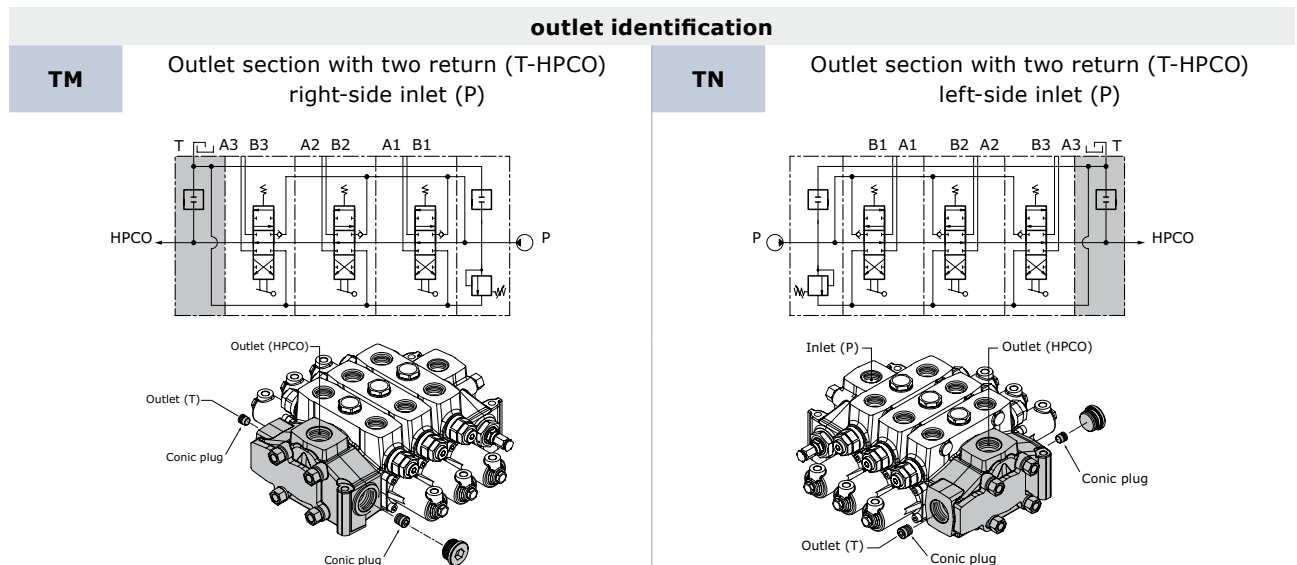 outlet identification
TM
Outlet section with two return (T-HPCO)
right-side inlet (P)
T A3 B3 A2 B2 A1 B1
HPCO
P
Outlet (HPCO)
Outlet (T)
Conic plug
Conic plug
TN
Outlet section with two return (T-HPCO)
left-side inlet (P)
B1 A1 B2 A2 B3 A3 T
P
HPCO
Inlet (P)
Outlet (HPCO)
Conic plug
Outlet (T)
Conic plug